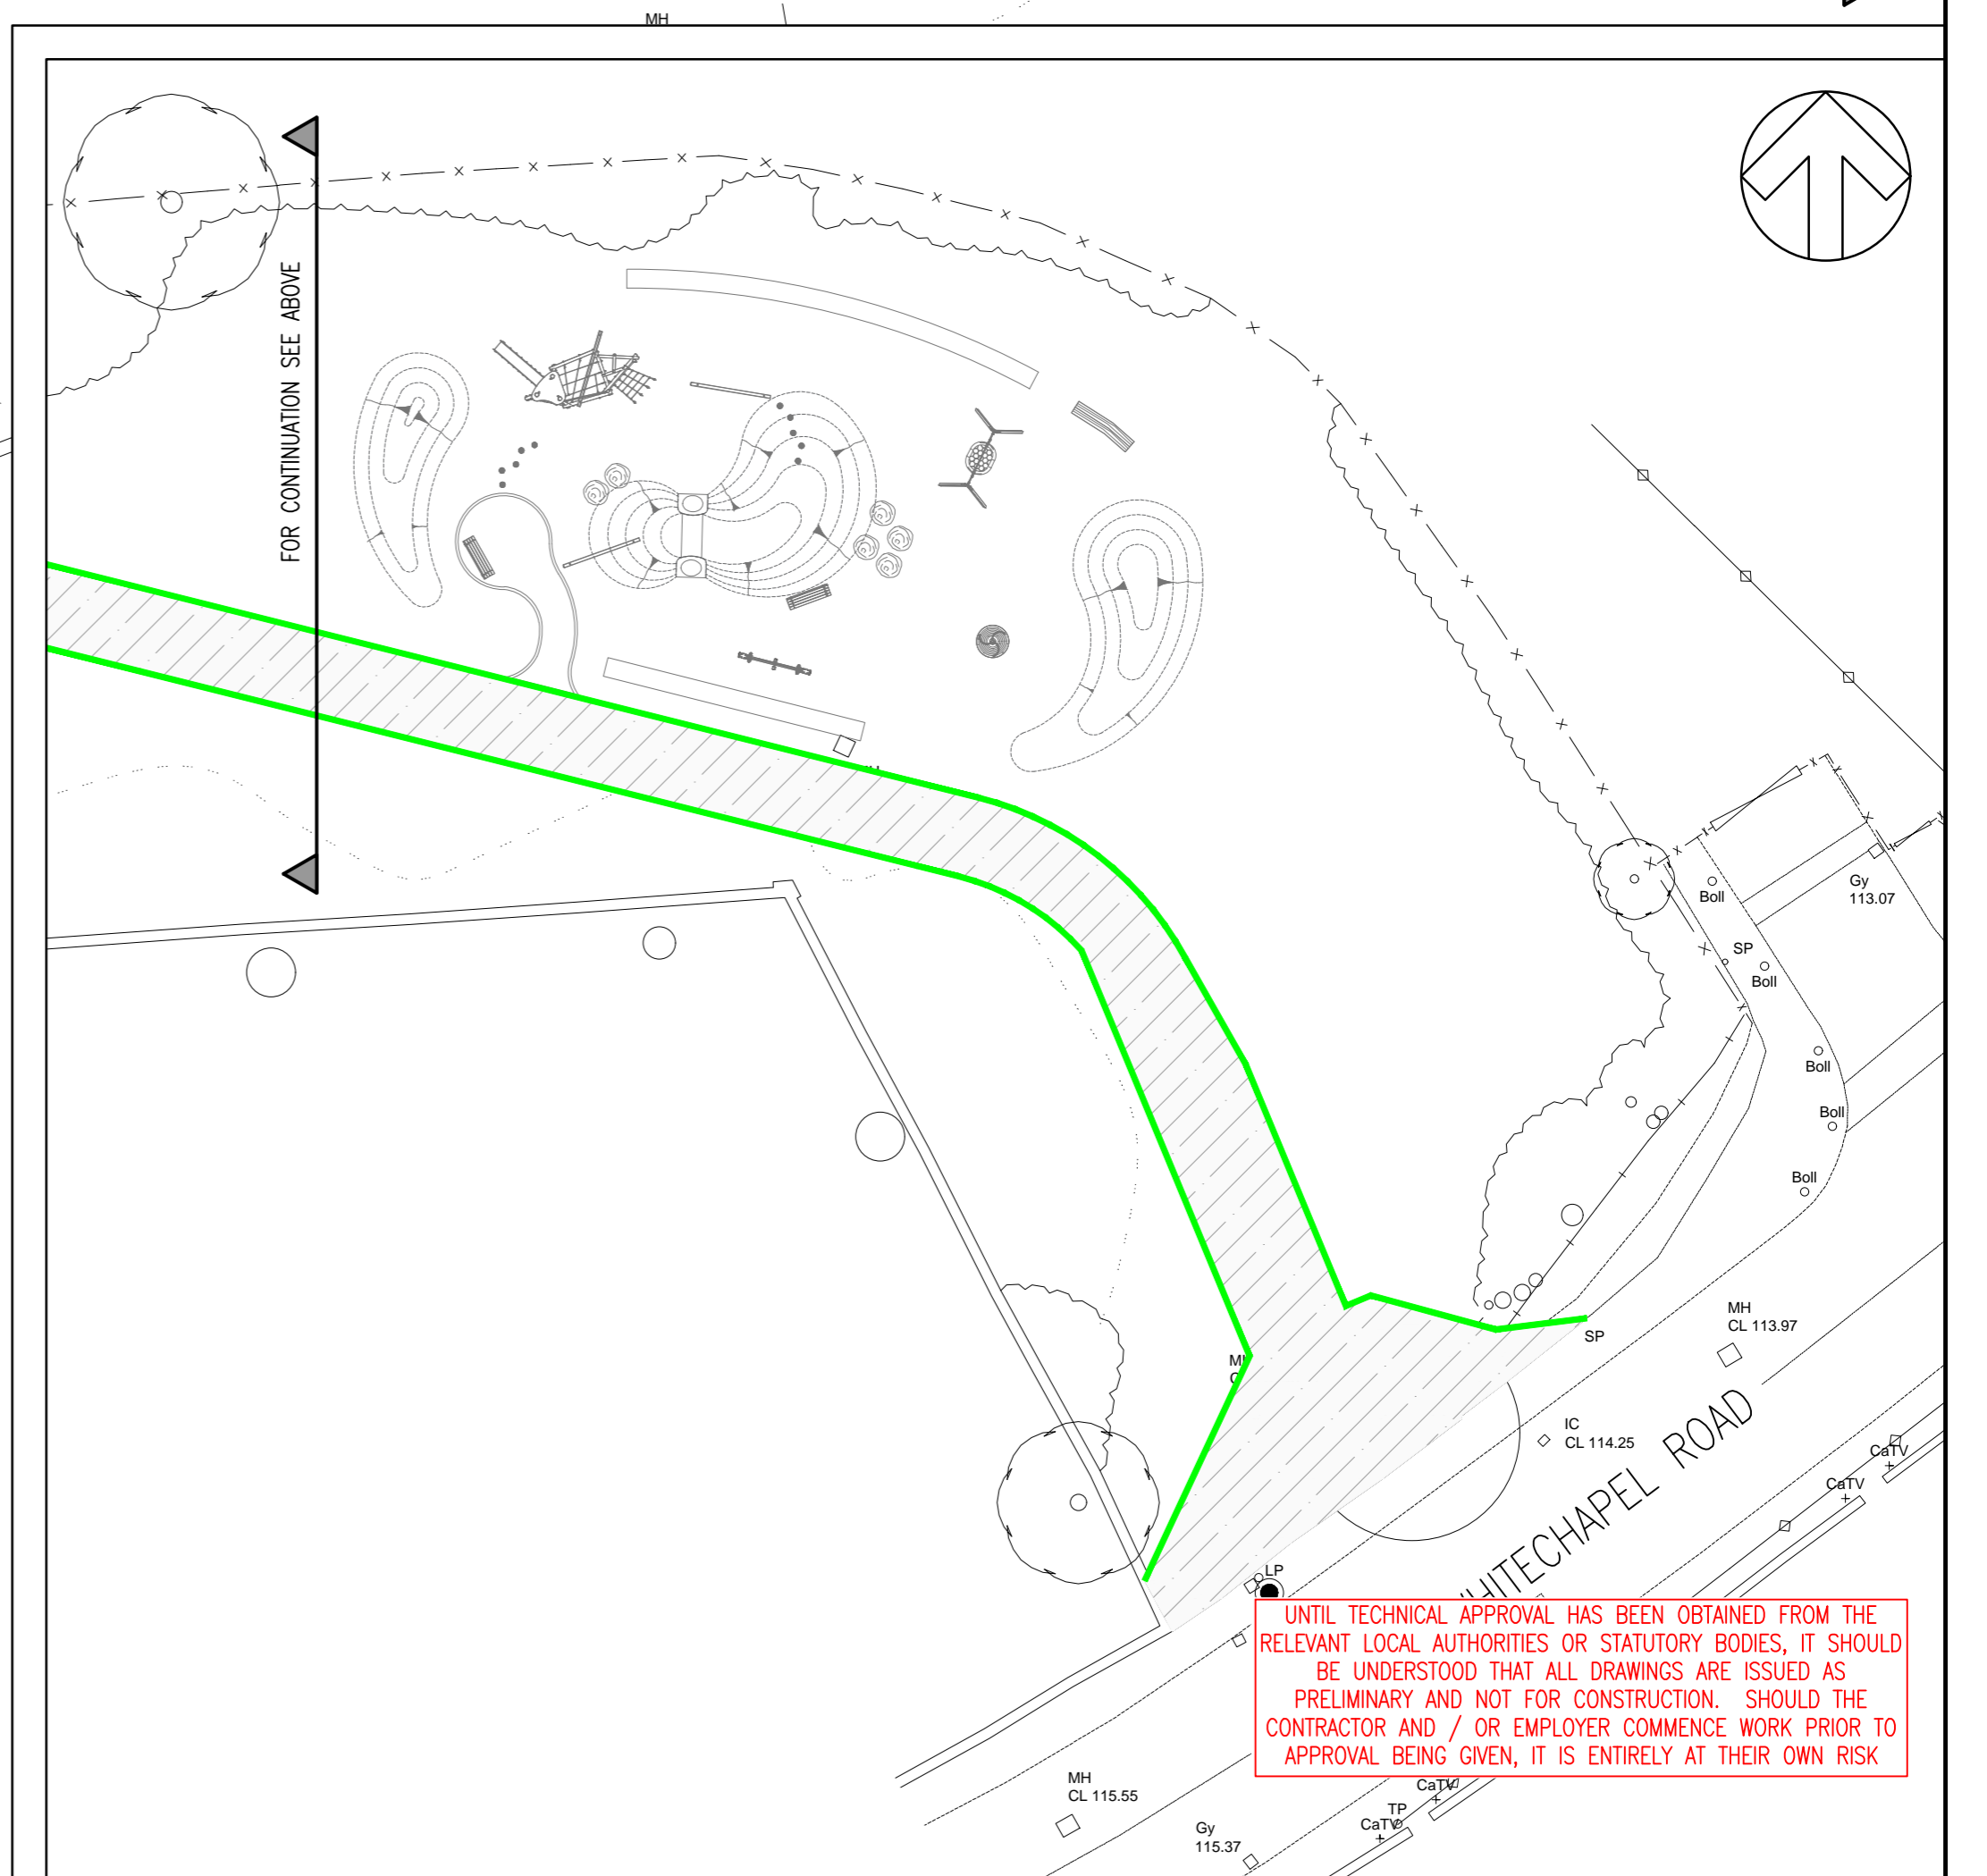 MH
FOR CONTINUATION SEE ABOVE
Gy
113.07
Boll
SP
Boll
Boll
Boll
Boll
MH
CL 113.97
SP
IC
CL 114.25
CaTV
CaTV
ROAD
LP
UNTIL TECHNICAL APPROVAL HAS BEEN OBTAINED FROM THE
RELEVANT LOCAL AUTHORITIES OR STATUTORY BODIES, IT SHOULD
BE UNDERSTOOD THAT ALL DRAWINGS ARE ISSUED AS
PRELIMINARY AND NOT FOR CONSTRUCTION. SHOULD THE
CONTRACTOR AND / OR EMPLOYER COMMENCE WORK PRIOR TO
APPROVAL BEING GIVEN, IT IS ENTIRELY AT THEIR OWN RISK
MH
CL 115.55
CaTV
TP
CaTV
Gy
115.37